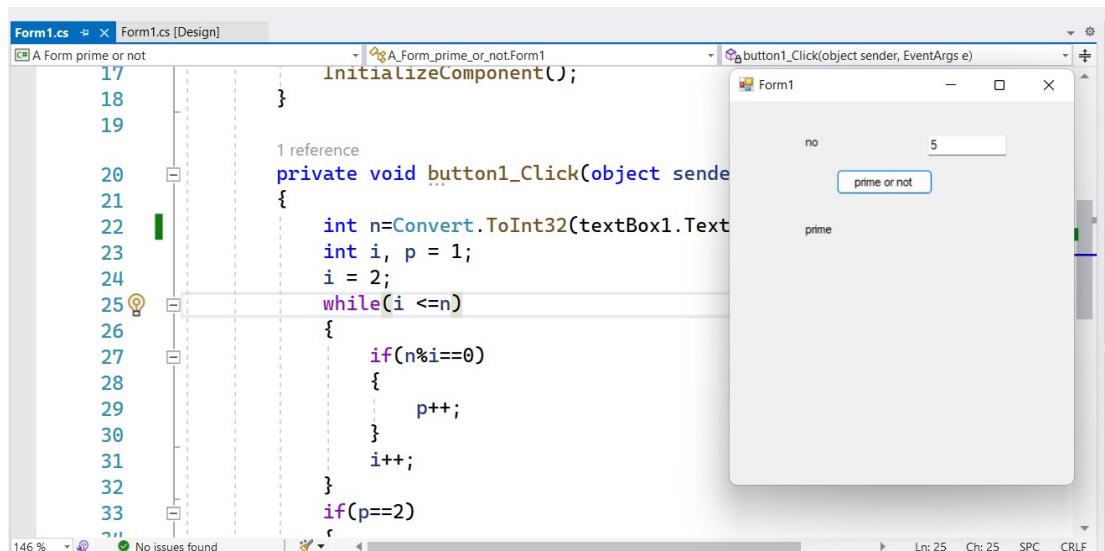 Form1.cs
Form1.cs [Design]
C# A Form prime or not
A_Form_prime_or_not.Form1
button1_Click(object sender, EventArgs e)
17 InitializeComponent();
18 }
19
1 reference
20 private void button1_Click(object sende
21 {
22 int n=Convert.ToInt32(textBox1.Text
23 int i, p = 1;
24 i = 2;
25 while(i <=n)
26 {
27 if(n%i==0)
28 {
29 p++;
30 }
31 i++;
32 }
33 if(p==2)
34 {
Form1
no
5
prime or not
prime
146 %
No issues found
Ln: 25
Ch: 25
SPC
CRLF